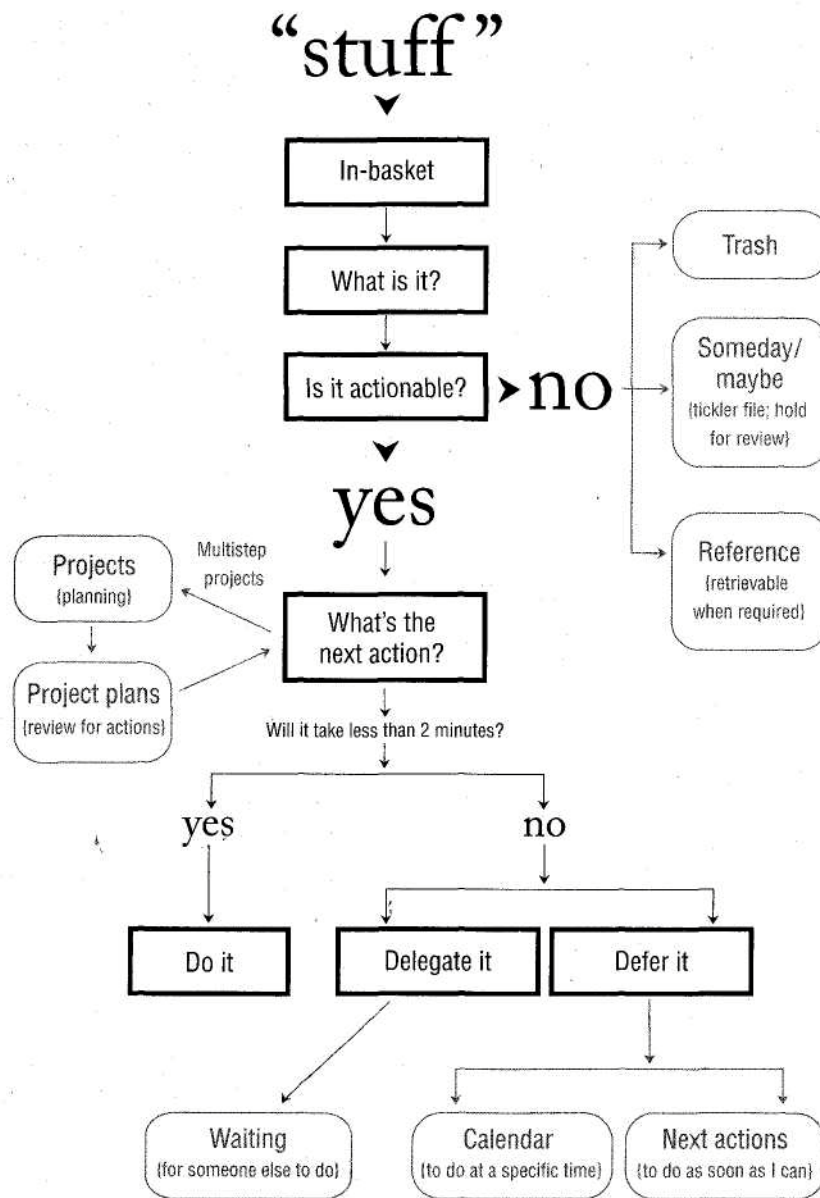 “stuff”
In-basket
What is it?
Is it actionable?
no
Trash
Someday/
maybe
{tickler file; hold
for review}
Reference
{retrievable
when required}
yes
Multistep
projects
Projects
{planning}
Project plans
{review for actions}
What's the
next action?
Will it take less than 2 minutes?
yes
no
Do it
Delegate it
Defer it
Waiting
{for someone else to do}
Calendar
{to do at a specific time}
Next actions
{to do as soon as I can}